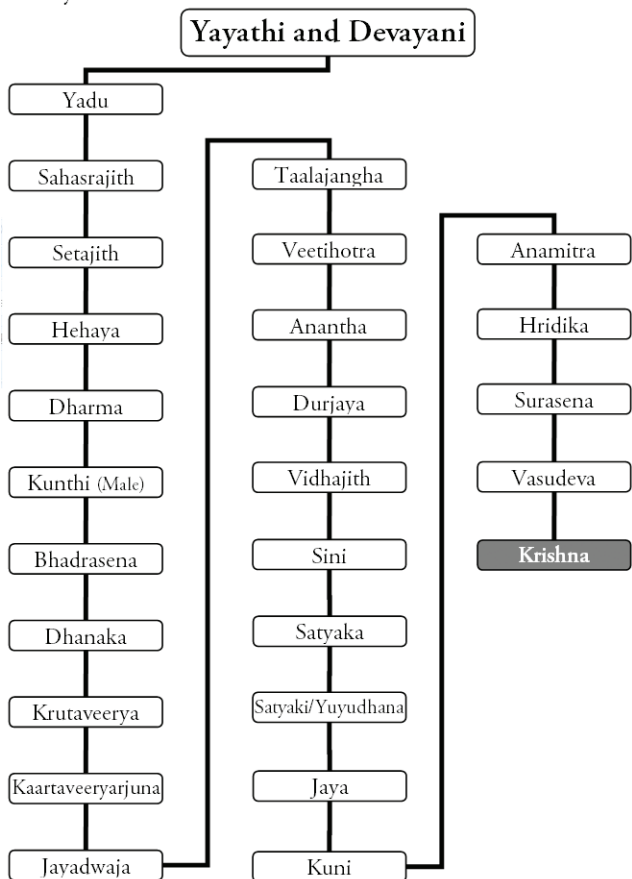 Yayathi and Devayani
Yadu
Sahasrajith
Setajith
Hehaya
Dharma
Kunthi (Male)
Bhadrasena
Dhanaka
Krutaveerya
Kaartaveeryarjuna
Jayadwaja
Taalajangha
Veetihotra
Anantha
Durjaya
Vidhajith
Sini
Satyaka
Satyaki/Yuyudhana
Jaya
Kuni
Anamitra
Hridika
Surasena
Vasudeva
Krishna